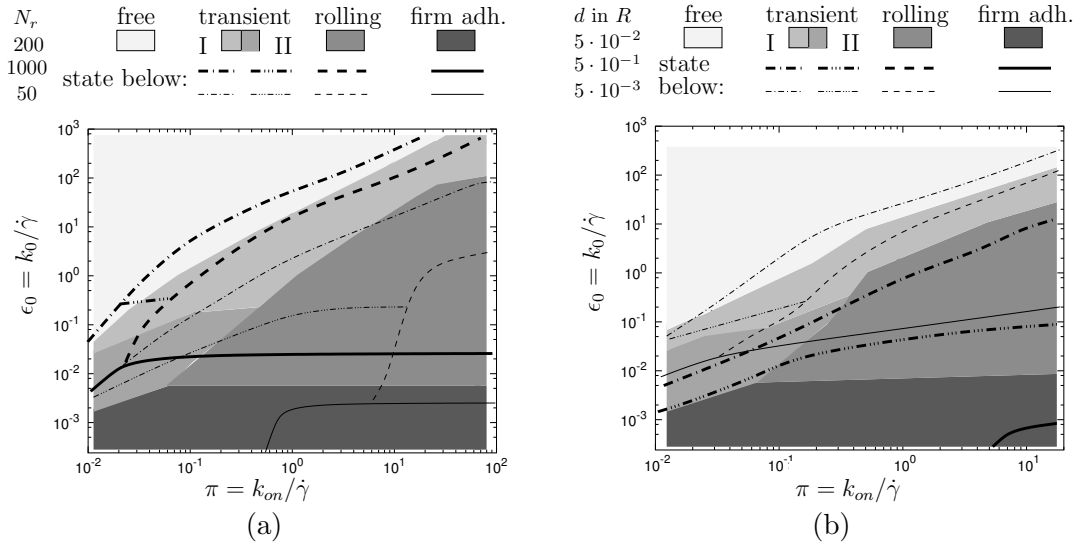 N_r free transient rolling firm adh.
200 I II
1000 state below:
50
ϵ_0 = k_0/γ̇
10^3
10^2
10^1
10^0
10^-1
10^-2
10^-3
10^-2 10^-1 10^0 10^1 10^2
π = k_on/γ̇
(a)
d in R free transient rolling firm adh.
5 · 10^-2 I II
5 · 10^-1 state
5 · 10^-3 below:
ϵ_0 = k_0/γ̇
10^3
10^2
10^1
10^0
10^-1
10^-2
10^-3
10^-2 10^-1 10^0 10^1
π = k_on/γ̇
(b)